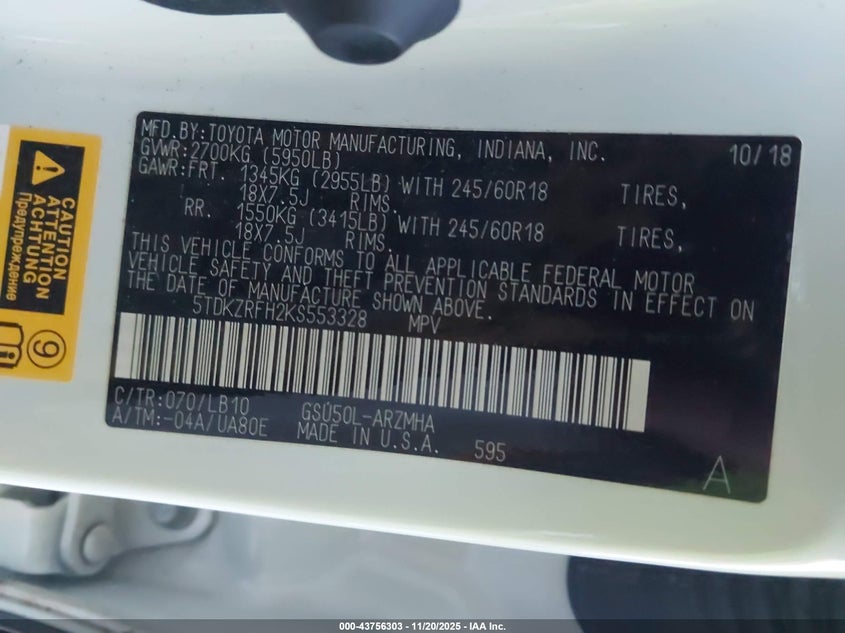 MFD.BY:TOYOTA MOTOR MANUFACTURING, INDIANA, INC. 10/18
GVWR:2700KG (5950LB)
GAWR:FRT. 1345KG (2955LB) WITH 245/60R18 TIRES,
18X7.5J RIMS.
RR. 1550KG (3415LB) WITH 245/60R18 TIRES,
18X7.5J RIMS.
THIS VEHICLE CONFORMS TO ALL APPLICABLE FEDERAL MOTOR
VEHICLE SAFETY AND THEFT PREVENTION STANDARDS IN EFFECT ON
THE DATE OF MANUFACTURE SHOWN ABOVE.
5TDKZRFH2KS553328 MPV
C/TR:070/LB10 GSU50L-ARZMHA
A/TM:-04A/UA80E MADE IN U.S.A. 595
A
CAUTION
ATTENTION
ACHTUNG
Предупреждение
9
000-43756303 — 11/20/2025 — IAA Inc.